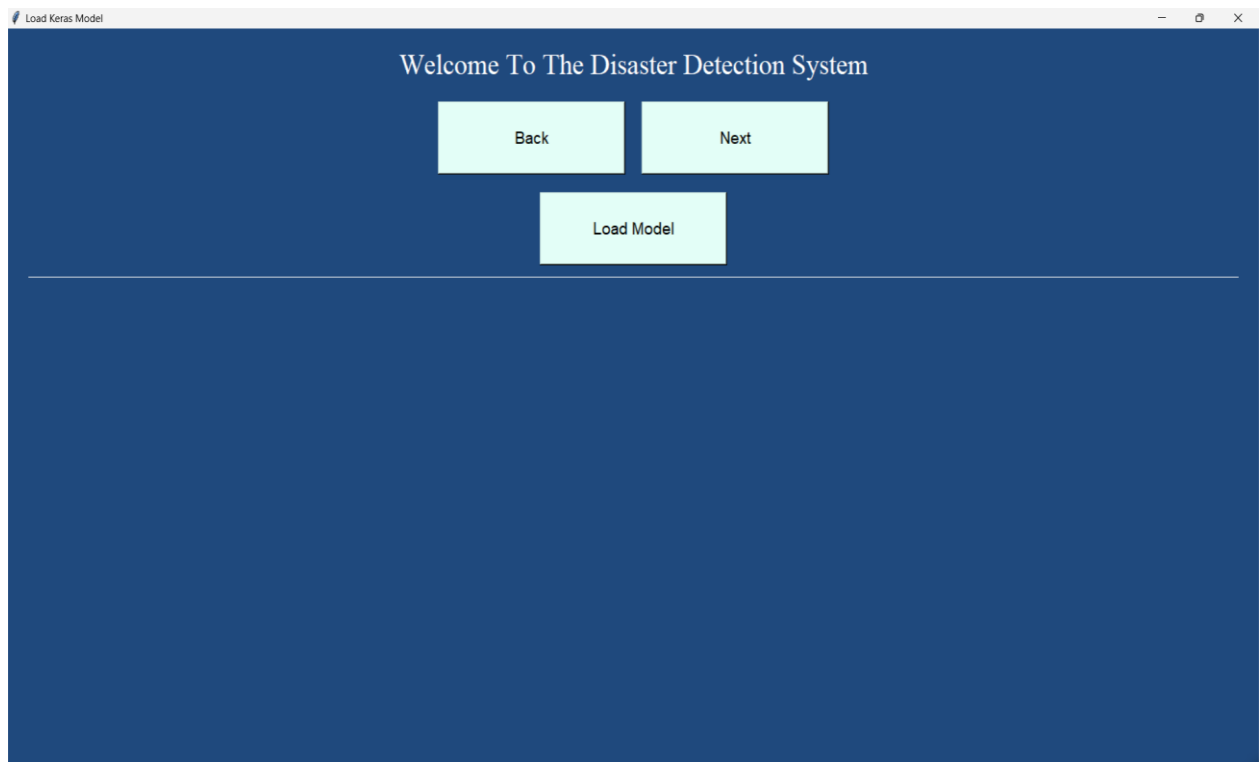 Load Keras Model
Welcome To The Disaster Detection System
Back Next
Load Model